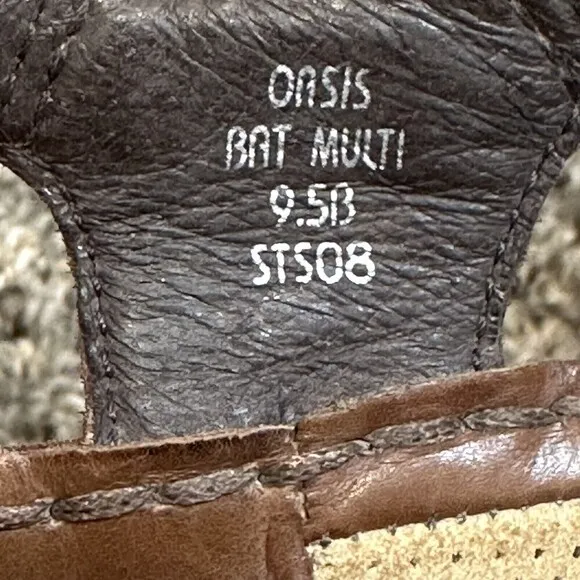 OASIS
BAT MULTI
9.5B
STS08